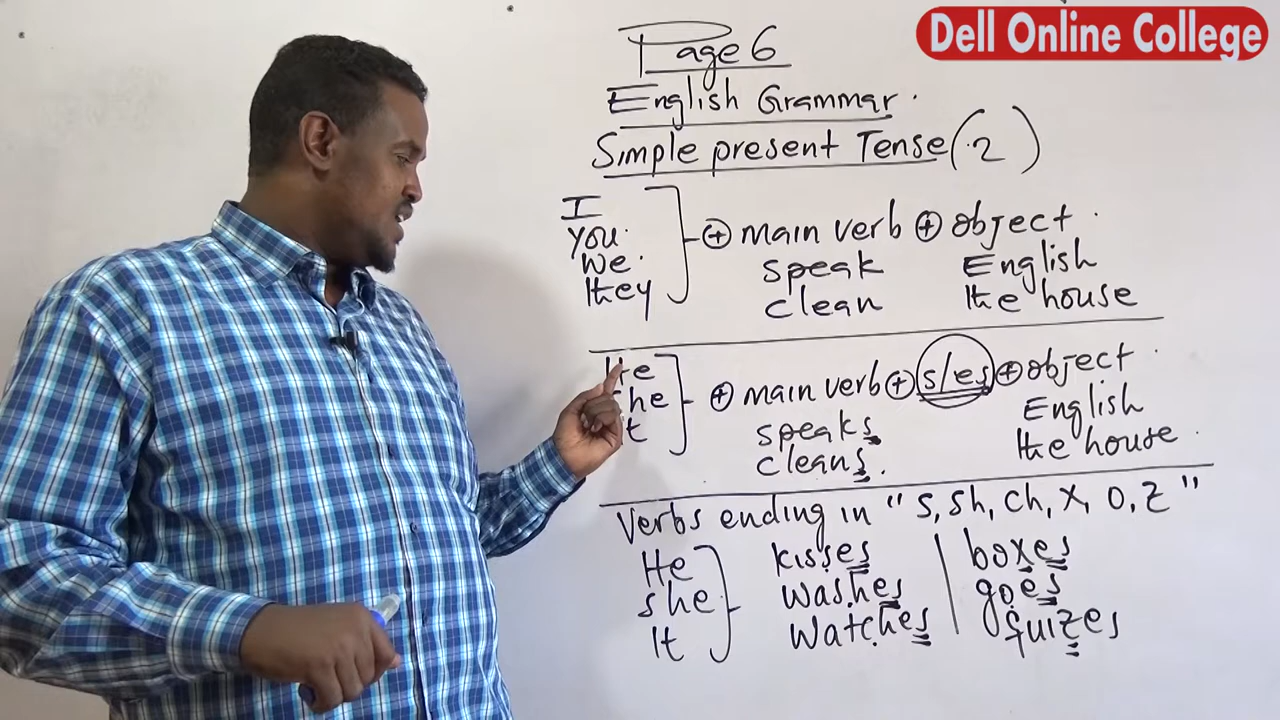 Dell Online College
Page 6
English Grammar.
Simple present Tense (2)
I
you.
we.
they
+ main verb + object.
speak English
clean the house
He
she
It
+ main verb + s/es + object.
speaks English
cleans. the house.
Verbs ending in "s, sh, ch, x, o, z"
He
she
It
kisses
washes
watches
boxes
goes
quizes